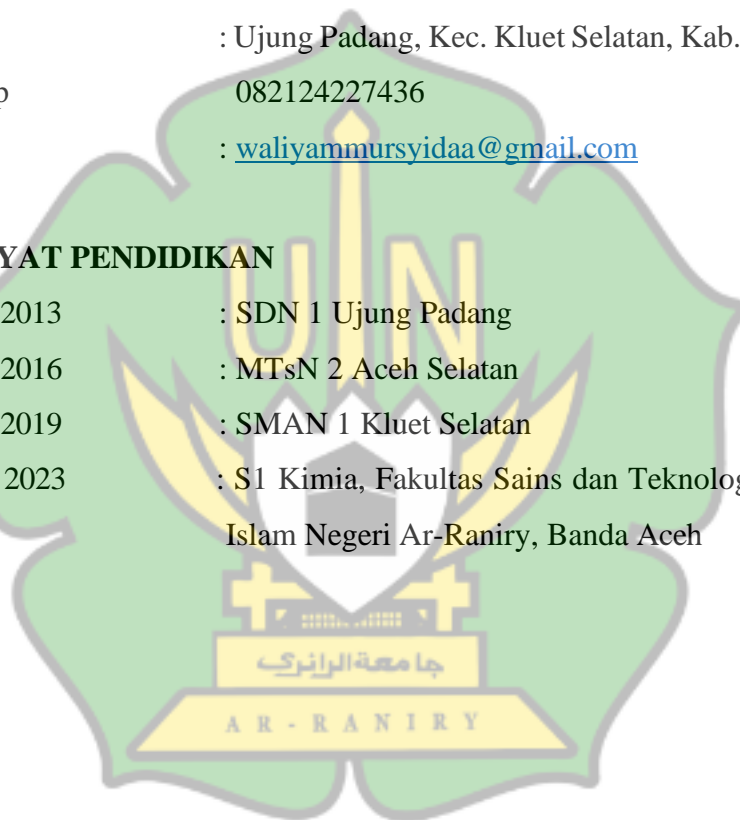 : Ujung Padang, Kec. Kluet Selatan, Kab.
p 082124227436
: waliyammursyidaa@gmail.com
YAT PENDIDIKAN
2013 : SDN 1 Ujung Padang
2016 : MTsN 2 Aceh Selatan
2019 : SMAN 1 Kluet Selatan
2023 : S1 Kimia, Fakultas Sains dan Teknolog
Islam Negeri Ar-Raniry, Banda Aceh
UIN
جامعة الرانري
AR-RANIRY